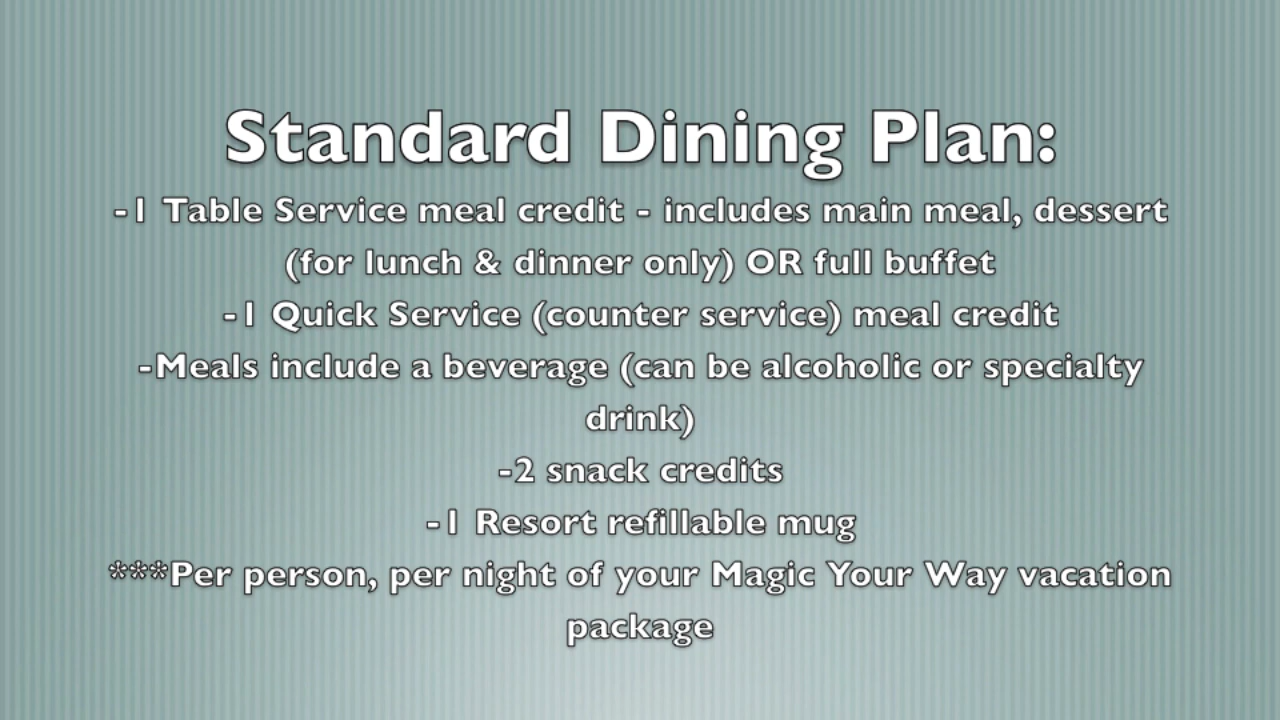 Standard Dining Plan:
-1 Table Service meal credit - includes main meal, dessert
(for lunch & dinner only) OR full buffet
-1 Quick Service (counter service) meal credit
-Meals include a beverage (can be alcoholic or specialty
drink)
-2 snack credits
-1 Resort refillable mug
***Per person, per night of your Magic Your Way vacation
package